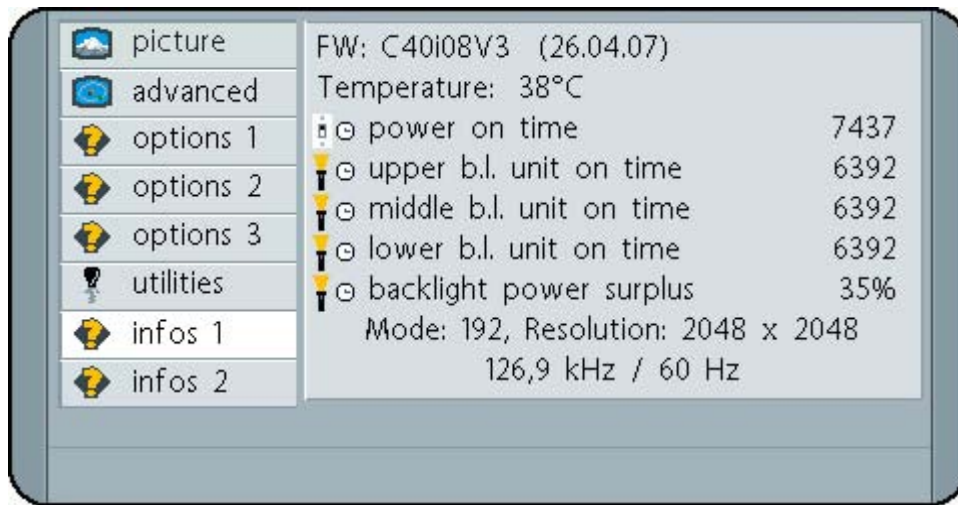 picture
advanced
options 1
options 2
options 3
utilities
infos 1
infos 2
FW: C40i08V3 (26.04.07)
Temperature: 38°C
power on time 7437
upper b.l. unit on time 6392
middle b.l. unit on time 6392
lower b.l. unit on time 6392
backlight power surplus 35%
Mode: 192, Resolution: 2048 x 2048
126,9 kHz / 60 Hz